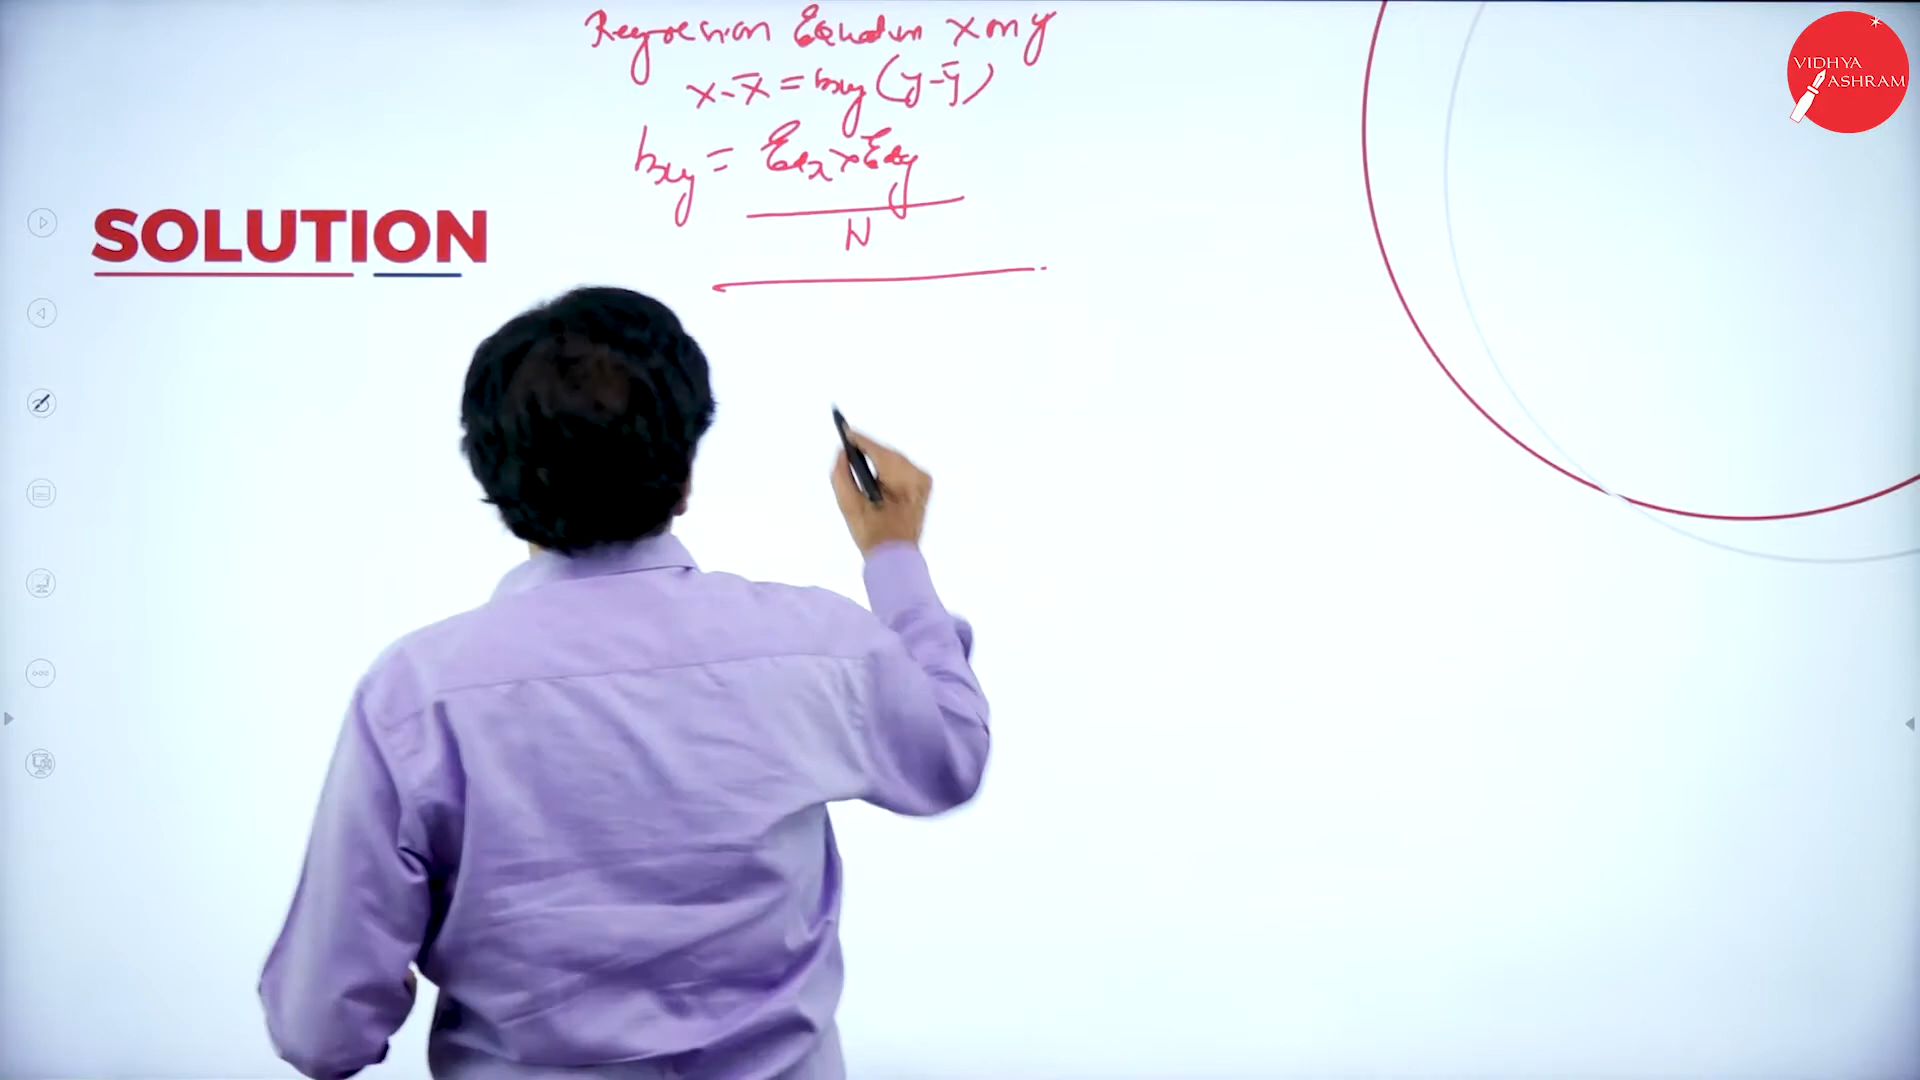 Regression Equation x on y
x - x̄ = bxy (y - ȳ)
bxy = Σdx × Σdy
N
SOLUTION
VIDHYA
ASHRAM